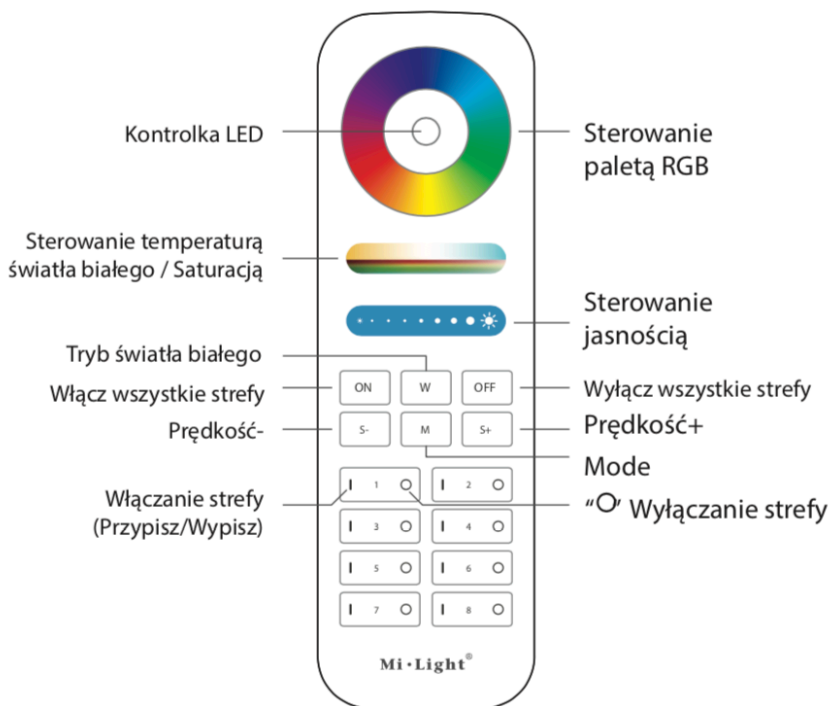 Kontrolka LED
Sterowanie
paletą RGB
Sterowanie temperaturą
światła białego / Saturacją
Sterowanie
jasnością
Tryb światła białego
Włącz wszystkie strefy
ON
W
OFF
Wyłącz wszystkie strefy
Prędkość-
S-
M
S+
Prędkość+
Mode
Włączanie strefy
(Przypisz/Wypisz)
"O' Wyłączanie strefy
I 1 O
I 2 O
I 3 O
I 4 O
I 5 O
I 6 O
I 7 O
I 8 O
Mi·Light®